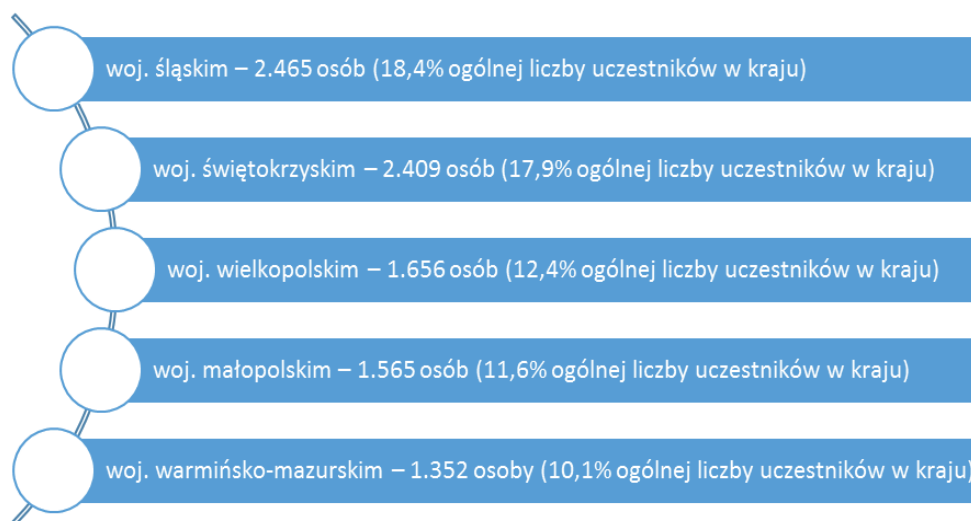 woj. śląskim – 2.465 osób (18,4% ogólnej liczby uczestników w kraju)
woj. świętokrzyskim – 2.409 osób (17,9% ogólnej liczby uczestników w kraju)
woj. wielkopolskim – 1.656 osób (12,4% ogólnej liczby uczestników w kraju)
woj. małopolskim – 1.565 osób (11,6% ogólnej liczby uczestników w kraju)
woj. warmińsko-mazurskim – 1.352 osoby (10,1% ogólnej liczby uczestników w kraju)